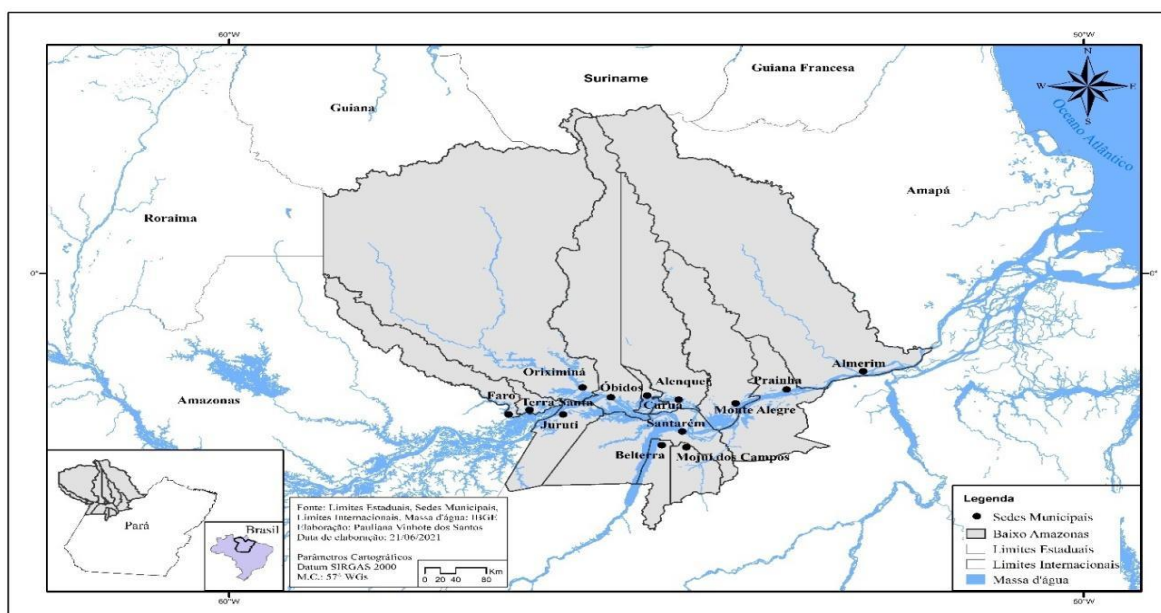 60°W
50°W
Suriname
Guiana Francesa
Guiana
N
W
E
S
Oceano Atlântico
Amapá
Roraima
0°
0°
Almerim
Oriximiná
Prainha
Alenquer
Óbidos
Faro
Terra Santa
Curuá
Amazonas
Monte Alegre
Juruti
Santarém
Belterra
Mojuí dos Campos
Pará
Brasil
Fonte: Limites Estaduais, Sedes Municipais,
Limites Internacionais, Massa d'água: IBGE
Elaboração: Pauliana Vinhote dos Santos
Data de elaboração: 21/06/2021
Parâmetros Cartográficos
Datum SIRGAS 2000
M.C.: 57° WGs
0 20 40 80 Km
Legenda
Sedes Municipais
Baixo Amazonas
Limites Estaduais
Limites Internacionais
Massa d'água
60°W
50°W